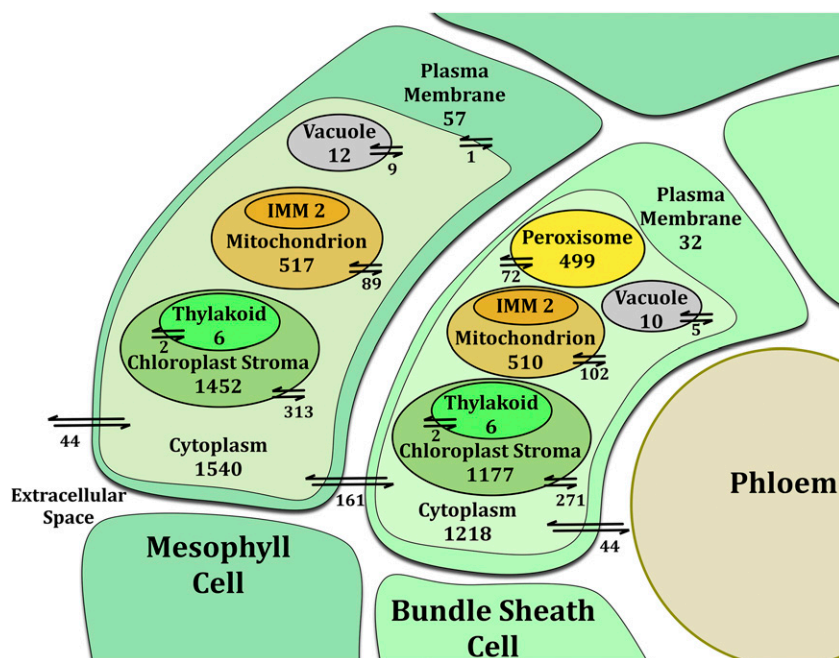 Plasma
Membrane
57
1
Vacuole
12
9
IMM 2
Mitochondrion
517
89
Thylakoid
6
2
Chloroplast Stroma
1452
313
44
Cytoplasm
1540
161
Extracellular
Space
Mesophyll
Cell
Plasma
Membrane
32
Peroxisome
499
72
Vacuole
10
5
IMM 2
Mitochondrion
510
102
Thylakoid
6
2
Chloroplast Stroma
1177
271
Cytoplasm
1218
44
Phloem
Bundle Sheath
Cell